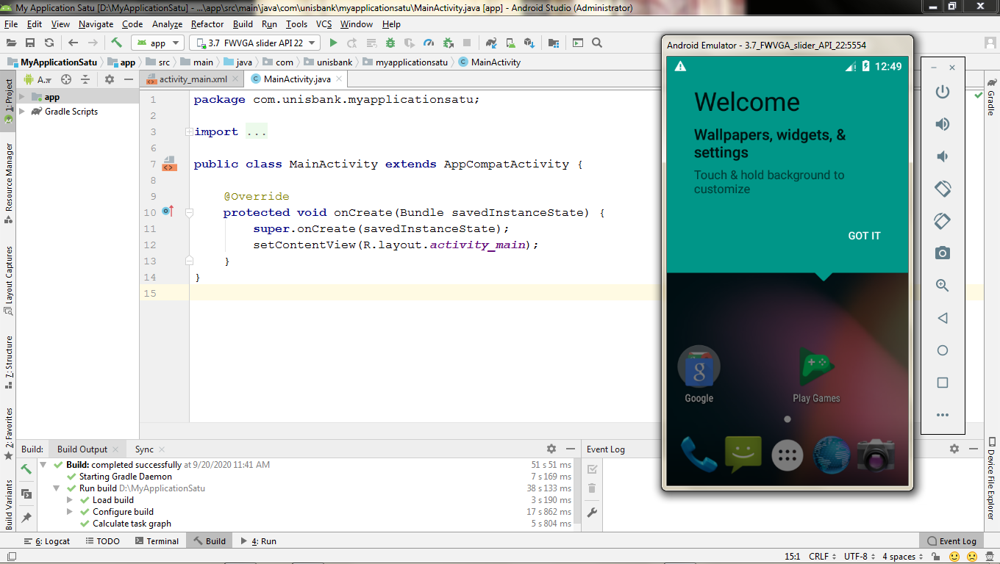 My Application Satu [D:\MyApplicationSatu] - ...\app\src\main\java\com\unisbank\myapplicationsatu\MainActivity.java [app] - Android Studio (Administrator)
File Edit View Navigate Code Analyze Refactor Build Run Tools VCS Window Help
app 3.7 FWVGA slider API 22
MyApplicationSatu app src main java com unisbank myapplicationsatu MainActivity
A..
activity_main.xml MainActivity.java
1: Project
Resource Manager
Layout Captures
7: Structure
2: Favorites
Build Variants
app
Gradle Scripts
1 package com.unisbank.myapplicationsatu;
2
3 import ...
6
7 public class MainActivity extends AppCompatActivity {
8
9 @Override
10 protected void onCreate(Bundle savedInstanceState) {
11 super.onCreate(savedInstanceState);
12 setContentView(R.layout.activity_main);
13 }
14 }
15
Android Emulator - 3.7_FWVGA_slider_API_22:5554
12:49
Welcome
Wallpapers, widgets, &
settings
Touch & hold background to
customize
GOT IT
Google
Play Games
Gradle
Device File Explorer
Build: Build Output Sync
Build: completed successfully at 9/20/2020 11:41 AM 51 s 51 ms
Starting Gradle Daemon 7 s 169 ms
Run build D:\MyApplicationSatu 38 s 133 ms
Load build 3 s 190 ms
Configure build 17 s 862 ms
Calculate task graph 5 s 804 ms
Event Log
6: Logcat TODO Terminal Build 4: Run Event Log
15:1 CRLF UTF-8 4 spaces